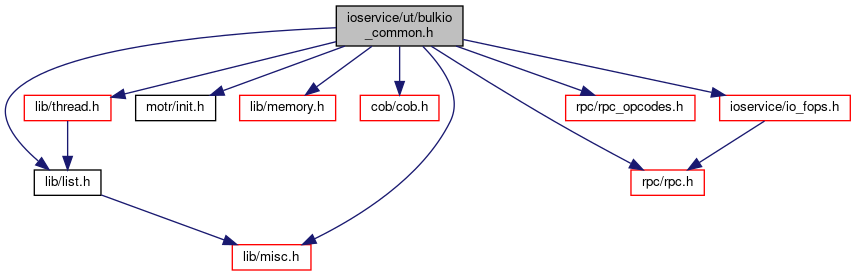 ioservice/ut/bulkio
_common.h
lib/thread.h
motr/init.h
lib/memory.h
cob/cob.h
rpc/rpc_opcodes.h
ioservice/io_fops.h
lib/list.h
rpc/rpc.h
lib/misc.h